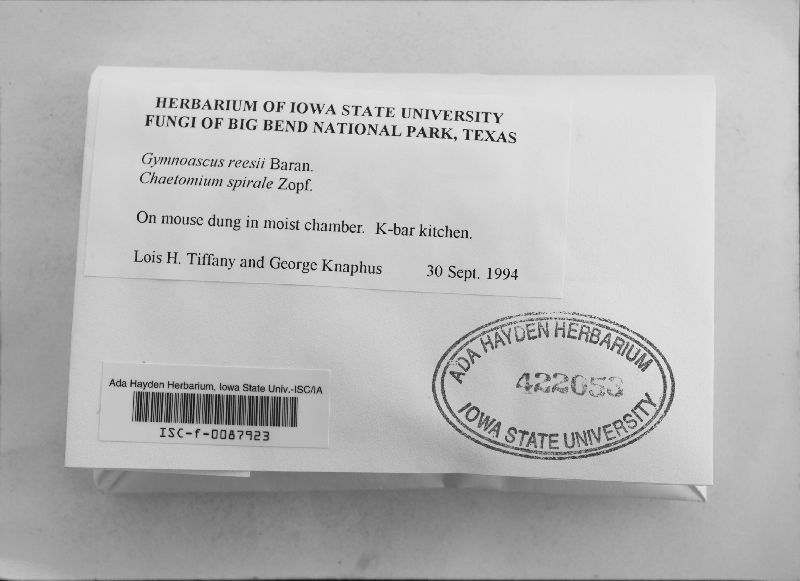 HERBARIUM OF IOWA STATE UNIVERSITY
FUNGI OF BIG BEND NATIONAL PARK, TEXAS
Gymnoascus reesii Baran.
Chaetomium spirale Zopf.
On mouse dung in moist chamber. K-bar kitchen.
Lois H. Tiffany and George Knaphus 30 Sept. 1994
ADA HAYDEN HERBARIUM
422053
IOWA STATE UNIVERSITY
Ada Hayden Herbarium, Iowa State Univ.-ISC/IA
ISC-f-0087923